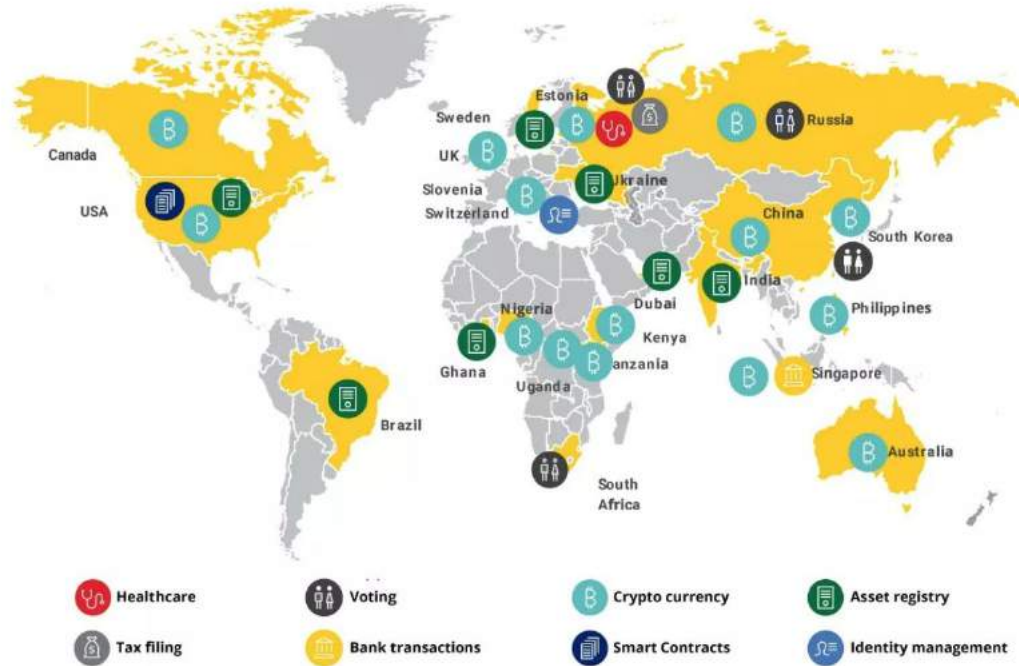 Estonia
Sweden
Russia
Canada
UK
Slovenia
Ukraine
USA
Switzerland
China
South Korea
India
Dubai
Nigeria
Philippines
Kenya
Ghana
anzania
Singapore
Uganda
Brazil
Australia
South
Africa
Healthcare
Voting
Crypto currency
Asset registry
Tax filing
Bank transactions
Smart Contracts
Identity management